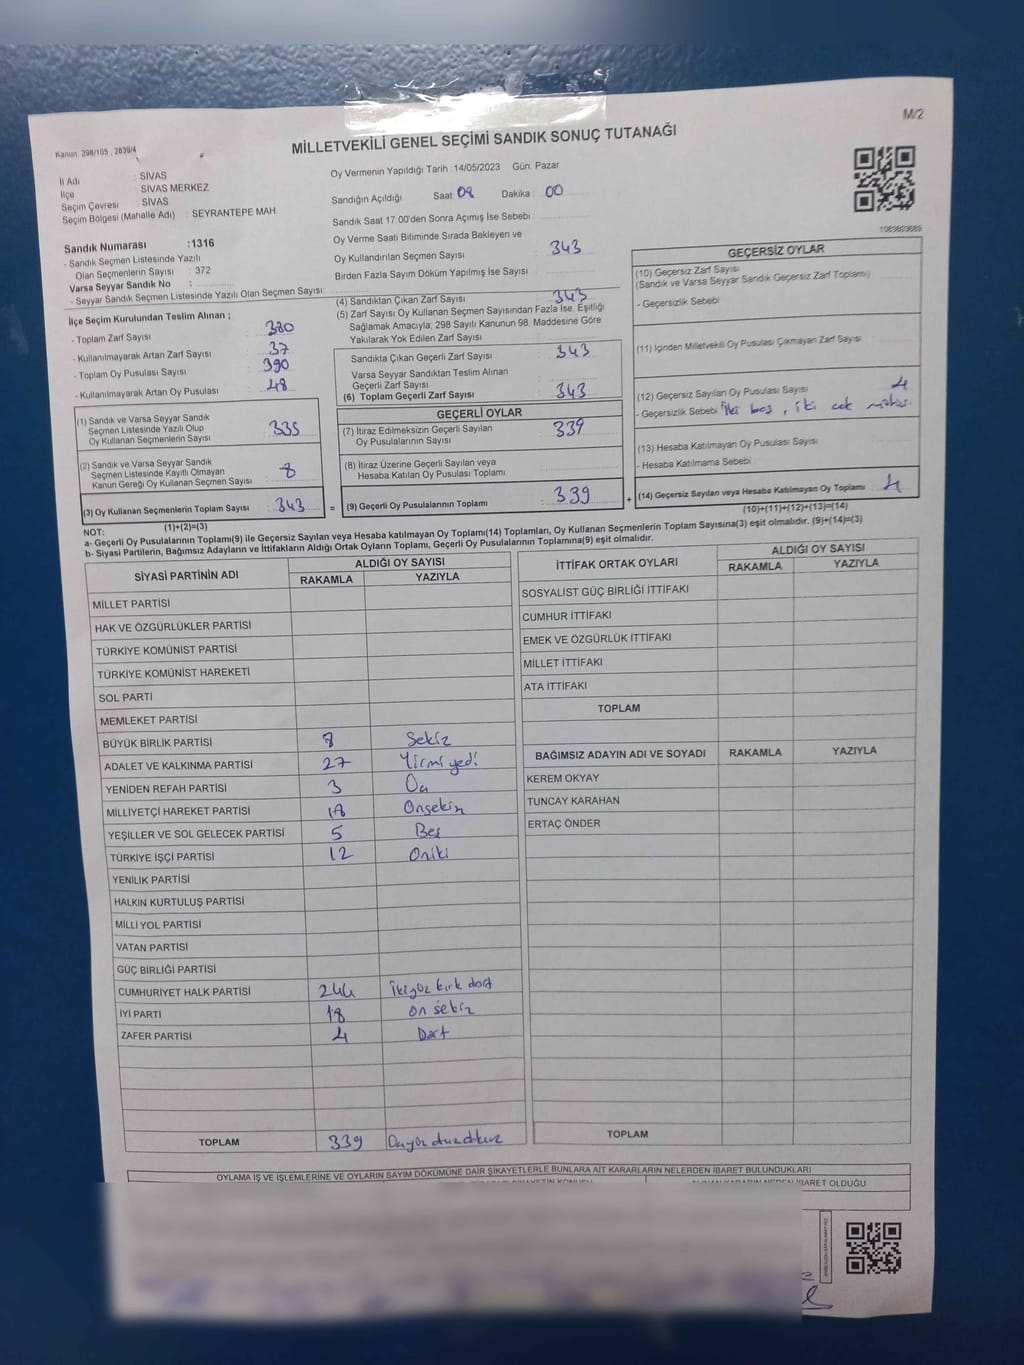 M/2
Kanun. 298/105 , 2839/4
MİLLETVEKİLİ GENEL SEÇİMİ SANDIK SONUÇ TUTANAĞI
İl Adı : SİVAS
İlçe : SİVAS MERKEZ
Seçim Çevresi : SİVAS
Seçim Bölgesi (Mahalle Adı) : SEYRANTEPE MAH
Oy Vermenin Yapıldığı Tarih : 14/05/2023 Gün: Pazar
Sandığın Açıldığı Saat: 08 Dakika : 00
Sandık Saat 17 00'den Sonra Açımış İse Sebebi :
Oy Verme Saati Bitiminde Sırada Bekleyen ve
Oy Kullandırılan Seçmen Sayısı : 343
Birden Fazla Sayım Döküm Yapılmış İse Sayısı
Sandık Numarası : 1316
- Sandık Seçmen Listesinde Yazılı
Olan Seçmenlerin Sayısı : 372
Varsa Seyyar Sandık No :
- Seyyar Sandık Seçmen Listesinde Yazılı Olan Seçmen Sayısı:
İlçe Seçim Kurulundan Teslim Alınan ;
- Toplam Zarf Sayısı : 380
- Kullanılmayarak Artan Zarf Sayısı : 37
- Toplam Oy Pusulası Sayısı : 390
- Kullanılmayarak Artan Oy Pusulası : 48
(1) Sandık ve Varsa Seyyar Sandık
Seçmen Listesinde Yazılı Olup
Oy Kullanan Seçmenlerin Sayısı : 335
(2) Sandık ve Varsa Seyyar Sandık
Seçmen Listesinde Kayıtlı Olmayan
Kanun Gereği Oy Kullanan Seçmen Sayısı : 8
(3) Oy Kullanan Seçmenlerin Toplam Sayısı : 343
(1)+(2)=(3)
(4) Sandıktan Çıkan Zarf Sayısı : 343
(5) Zarf Sayısı Oy Kullanan Seçmen Sayısından Fazla İse, Eşitliği
Sağlamak Amacıyla; 298 Sayılı Kanunun 98. Maddesine Göre
Yakılarak Yok Edilen Zarf Sayısı :
Sandıkta Çıkan Geçerli Zarf Sayısı : 343
Varsa Seyyar Sandıktan Teslim Alınan
Geçerli Zarf Sayısı :
(6) Toplam Geçerli Zarf Sayısı : 343
GEÇERLİ OYLAR
(7) İtiraz Edilmeksizin Geçerli Sayılan
Oy Pusulalarının Sayısı : 339
(8) İtiraz Üzerine Geçerli Sayılan veya
Hesaba Katılan Oy Pusulası Toplamı :
= (9) Geçerli Oy Pusulalarının Toplamı : 339 +
1083603689
GEÇERSİZ OYLAR
(10) Geçersiz Zarf Sayısı
(Sandık ve Varsa Seyyar Sandık Geçersiz Zarf Toplamı) :
- Geçersizlik Sebebi
(11) İçinden Milletvekili Oy Pusulası Çıkmayan Zarf Sayısı
(12) Geçersiz Sayılan Oy Pusulası Sayısı 4
- Geçersizlik Sebebi : İki boş, iki çok mühür
(13) Hesaba Katılmayan Oy Pusulası Sayısı
- Hesaba Katılmama Sebebi
(14) Geçersiz Sayılan veya Hesaba Katılmayan Oy Toplamı 4
(10)+(11)+(12)+(13)=(14)
NOT:
a- Geçerli Oy Pusulalarının Toplamı(9) ile Geçersiz Sayılan veya Hesaba katılmayan Oy Toplamı(14) Toplamları, Oy Kullanan Seçmenlerin Toplam Sayısına(3) eşit olmalıdır. (9)+(14)=(3)
b- Siyasi Partilerin, Bağımsız Adayların ve İttifakların Aldığı Ortak Oyların Toplamı, Geçerli Oy Pusulalarının Toplamına(9) eşit olmalıdır.
SİYASİ PARTİNİN ADI ALDIĞI OY SAYISI
RAKAMLA YAZIYLA
MİLLET PARTİSİ
HAK VE ÖZGÜRLÜKLER PARTİSİ
TÜRKİYE KOMÜNİST PARTİSİ
TÜRKİYE KOMÜNİST HAREKETİ
SOL PARTİ
MEMLEKET PARTİSİ
BÜYÜK BİRLİK PARTİSİ 8 Sekiz
ADALET VE KALKINMA PARTİSİ 27 Yirmi yedi
YENİDEN REFAH PARTİSİ 3 Üç
MİLLİYETÇİ HAREKET PARTİSİ 18 Onsekiz
YEŞİLLER VE SOL GELECEK PARTİSİ 5 Beş
TÜRKİYE İŞÇİ PARTİSİ 12 Oniki
YENİLİK PARTİSİ
HALKIN KURTULUŞ PARTİSİ
MİLLİ YOL PARTİSİ
VATAN PARTİSİ
GÜÇ BİRLİĞİ PARTİSİ
CUMHURİYET HALK PARTİSİ 244 İkiyüz kırk dört
İYİ PARTİ 18 On sekiz
ZAFER PARTİSİ 4 Dört
TOPLAM 339 Üçyüz otuzdokuz
İTTİFAK ORTAK OYLARI ALDIĞI OY SAYISI
RAKAMLA YAZIYLA
SOSYALİST GÜÇ BİRLİĞİ İTTİFAKI
CUMHUR İTTİFAKI
EMEK VE ÖZGÜRLÜK İTTİFAKI
MİLLET İTTİFAKI
ATA İTTİFAKI
TOPLAM
BAĞIMSIZ ADAYIN ADI VE SOYADI RAKAMLA YAZIYLA
KEREM OKYAY
TUNCAY KARAHAN
ERTAÇ ÖNDER
TOPLAM
OYLAMA İŞ VE İŞLEMLERİNE VE OYLARIN SAYIM DÖKÜMÜNE DAİR ŞİKAYETLERLE BUNLARA AİT KARARLARIN NELERDEN İBARET BULUNDUKLARI
İBARET OLDUĞU